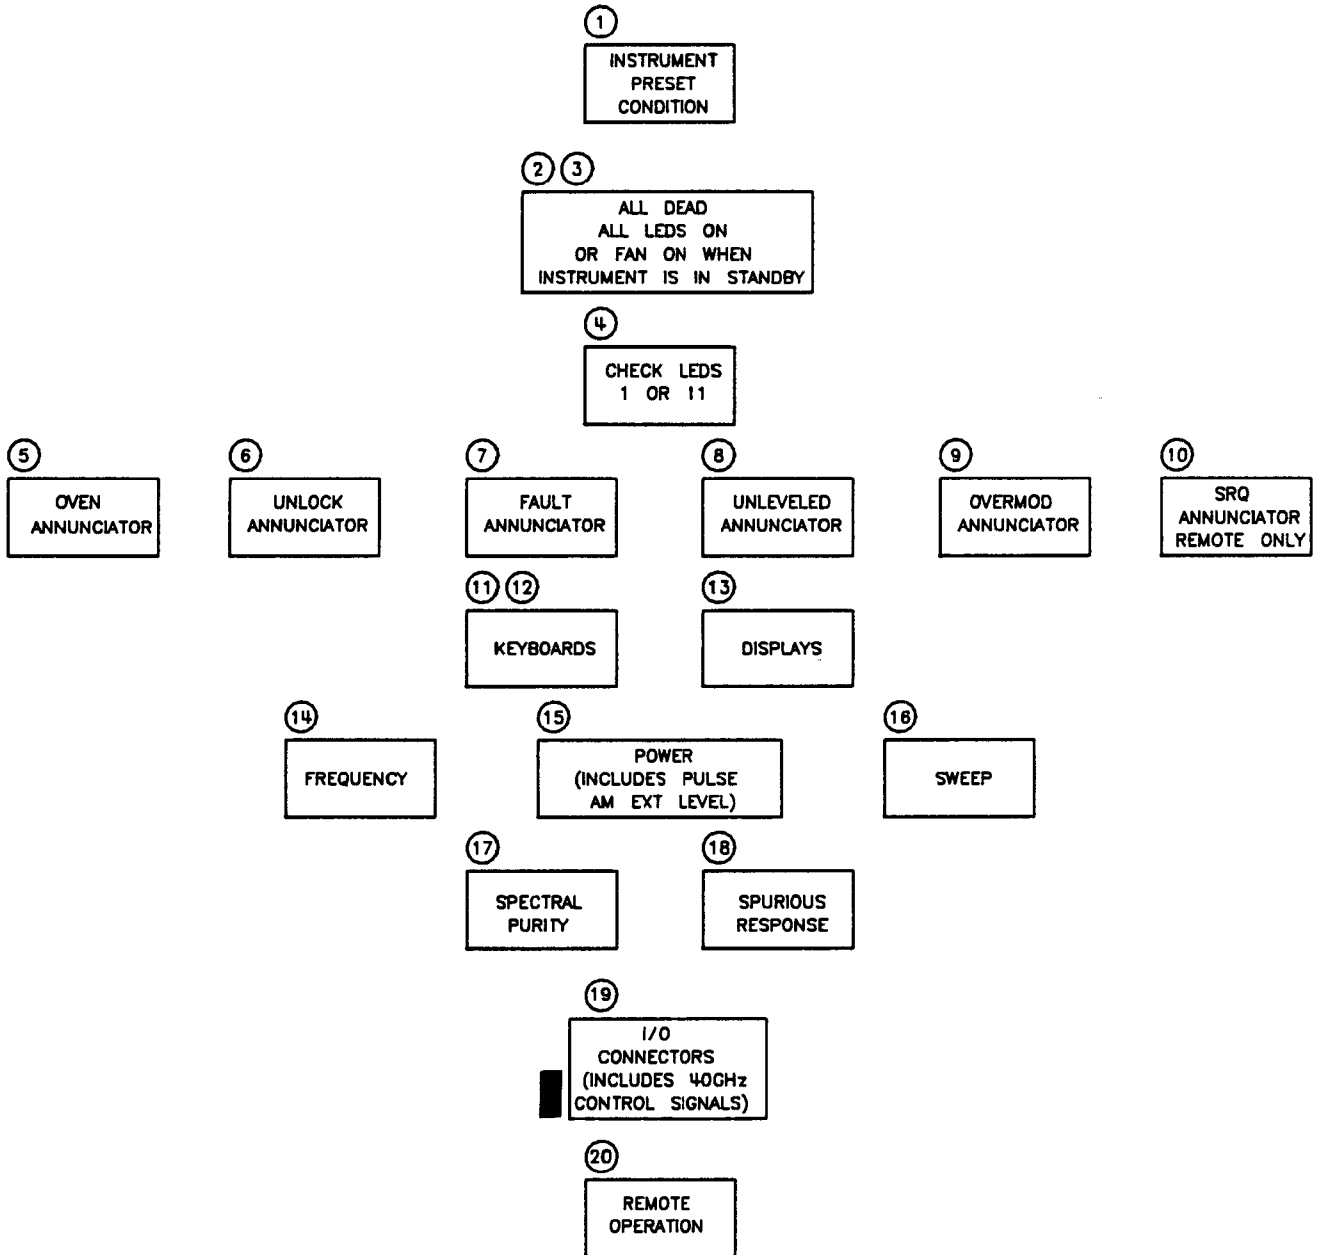 1
INSTRUMENT
PRESET
CONDITION
2 3
ALL DEAD
ALL LEDS ON
OR FAN ON WHEN
INSTRUMENT IS IN STANDBY
4
CHECK LEDS
1 OR 11
5
OVEN
ANNUNCIATOR
6
UNLOCK
ANNUNCIATOR
7
FAULT
ANNUNCIATOR
8
UNLEVELED
ANNUNCIATOR
9
OVERMOD
ANNUNCIATOR
10
SRQ
ANNUNCIATOR
REMOTE ONLY
11 12
KEYBOARDS
13
DISPLAYS
14
FREQUENCY
15
POWER
(INCLUDES PULSE
AM EXT LEVEL)
16
SWEEP
17
SPECTRAL
PURITY
18
SPURIOUS
RESPONSE
19
I/O
CONNECTORS
(INCLUDES 40GHz
CONTROL SIGNALS)
20
REMOTE
OPERATION